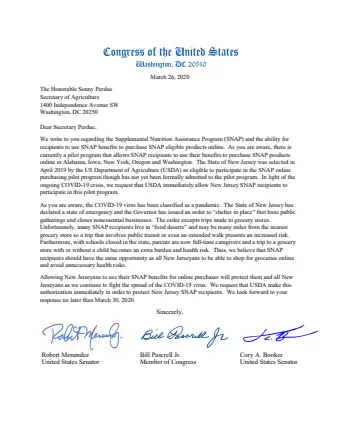 Congress of the United States
Washington, DC 20510
March 26, 2020
The Honorable Sonny Perdue
Secretary of Agriculture
1400 Independence Avenue SW
Washington, DC 20250
Dear Secretary Perdue,
We write to you regarding the Supplemental Nutrition Assistance Program (SNAP) and the ability for
recipients to use SNAP benefits to purchase SNAP eligible products online. As you are aware, there is
currently a pilot program that allows SNAP recipients to use their benefits to purchase SNAP products
online in Alabama, Iowa, New York, Oregon and Washington. The State of New Jersey was selected in
April 2019 by the US Department of Agriculture (USDA) as eligible to participate in the SNAP online
purchasing pilot program though has not yet been formally admitted to the pilot program. In light of the
ongoing COVID-19 crisis, we request that USDA immediately allow New Jersey SNAP recipients to
participate in this pilot program.
As you are aware, the COVID-19 virus has been classified as a pandemic. The State of New Jersey has
declared a state of emergency and the Governor has issued an order to "shelter in place" that bans public
gatherings and closes nonessential businesses. The order excepts trips made to grocery stores.
Unfortunately, many SNAP recipients live in "food deserts" and may be many miles from the nearest
grocery store so a trip that involves public transit or even an extended walk presents an increased risk.
Furthermore, with schools closed in the state, parents are now full-time caregivers and a trip to a grocery
store with or without a child becomes an extra burden and health risk. Thus, we believe that SNAP
recipients should have the same opportunity as all New Jerseyans to be able to shop for groceries online
and avoid unnecessary health risks.
Allowing New Jerseyans to use their SNAP benefits for online purchases will protect them and all New
Jerseyans as we continue to fight the spread of the COVID-19 virus. We request that USDA make this
authorization immediately in order to protect New Jersey SNAP recipients. We look forward to your
response no later than March 30, 2020.
Sincerely,
Robert Menendez Bill Pascrell Jr.
Robert Menendez Bill Pascrell Jr. Cory A. Booker
United States Senator Member of Congress United States Senator